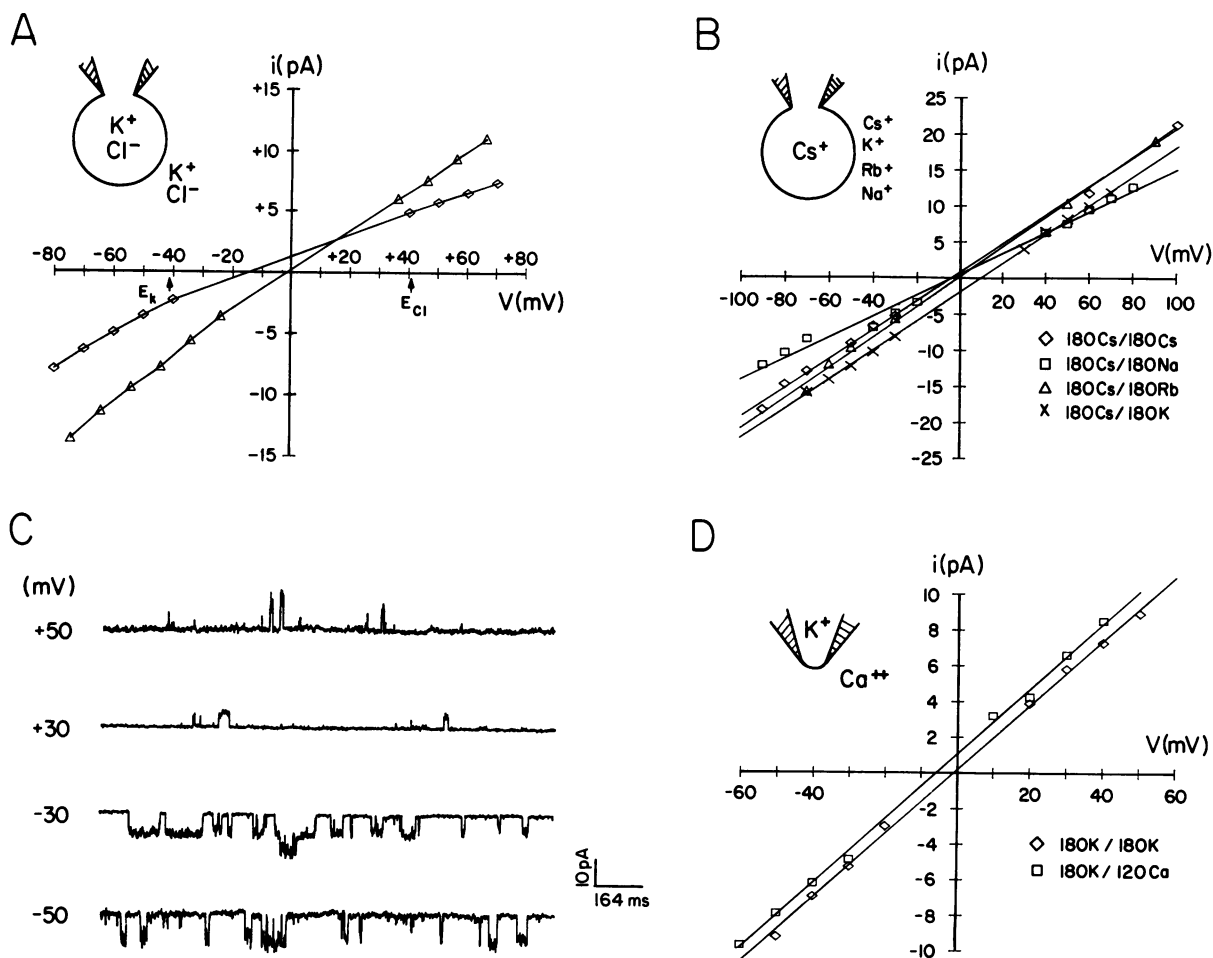 A
i(pA)
+15
+10
+5
-5
-10
-15
-80 -60 -40 -20 +20 +60 +80
Ek
ECl
V(mV)
K+
Cl-
K+
Cl-
B
i(pA)
25
20
15
10
5
-5
-10
-15
-20
-25
-100 -80 -60 -40 -20 20 40 60 80 100
V(mV)
Cs+
Cs+
K+
Rb+
Na+
180Cs/180Cs
180Cs/180Na
180Cs/180Rb
180Cs/180K
C
(mV)
+50
+30
-30
-50
10pA
164 ms
D
i(pA)
10
8
6
4
2
-2
-4
-6
-8
-10
-60 -40 -20 20 40 60
V(mV)
K+
Ca++
180K/180K
180K/120Ca